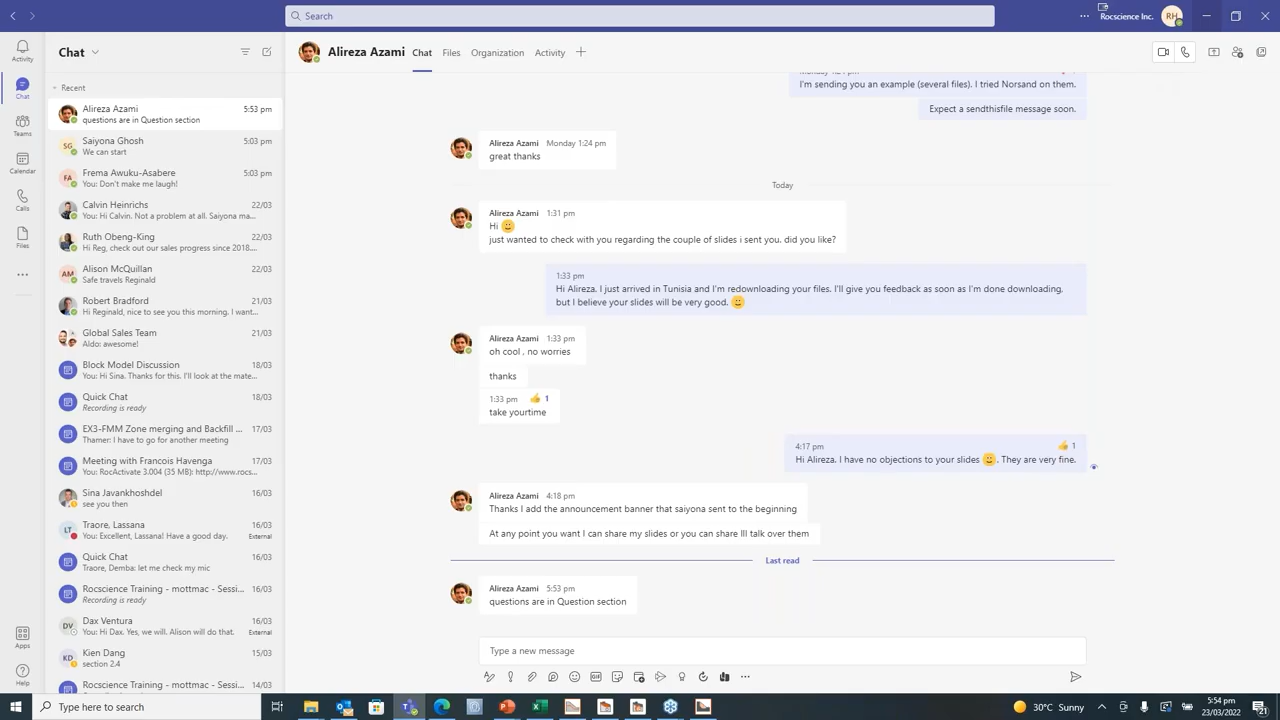 Search
Rocscience Inc.
RH
Activity
Chat
Teams
Calendar
Calls
Files
Apps
Help
Chat
Recent
Alireza Azami 5:53 pm
questions are in Question section
SG
Saiyona Ghosh 5:03 pm
We can start
FA
Frema Awuku-Asabere 5:03 pm
You: Don't make me laugh!
Calvin Heinrichs 22/03
You: Hi Calvin. Not a problem at all. Saiyona ma...
Ruth Obeng-King 22/03
Hi Reg, check out our sales progress since 2018....
AM
Alison McQuillan 22/03
Safe travels Reginald
Robert Bradford 21/03
Hi Reginald, nice to see you this morning. I want...
Global Sales Team 21/03
Aldo: awesome!
Block Model Discussion 18/03
You: Hi Sina. Thanks for this. I'll look at the mate...
Quick Chat 18/03
Recording is ready
EX3-FMM Zone merging and Backfill ... 17/03
Thamer: I have to go for another meeting
Meeting with Francois Havenga 17/03
You: RocActivate 3.004 (35 MB): http://www.rocs...
Sina Javankhoshdel 16/03
see you then
LT
Traore, Lassana 16/03
You: Excellent, Lassana! Have a good day. External
Quick Chat 16/03
Traore, Demba: let me check my mic
Rocscience Training - mottmac - Sessi... 16/03
Recording is ready
DV
Dax Ventura 16/03
You: Hi Dax. Yes, we will. Alison will do that. External
KD
Kien Dang 15/03
section 2.4
Rocscience Training - mottmac - Sessi... 14/03
Alireza Azami Chat Files Organization Activity
I'm sending you an example (several files). I tried Norsand on them.
Expect a sendthisfile message soon.
Alireza Azami Monday 1:24 pm
great thanks
Today
Alireza Azami 1:31 pm
Hi 🙂
just wanted to check with you regarding the couple of slides i sent you. did you like?
1:33 pm
Hi Alireza. I just arrived in Tunisia and I'm redownloading your files. I'll give you feedback as soon as I'm done downloading,
but I believe your slides will be very good. 🙂
Alireza Azami 1:33 pm
oh cool , no worries
thanks
1:33 pm 👍 1
take yourtime
4:17 pm 👍 1
Hi Alireza. I have no objections to your slides 🙂. They are very fine.
Alireza Azami 4:18 pm
Thanks I add the announcement banner that saiyona sent to the beginning
At any point you want I can share my slides or you can share Ill talk over them
Last read
Alireza Azami 5:53 pm
questions are in Question section
Type a new message
Type here to search
30°C Sunny
5:54 pm
23/03/2022